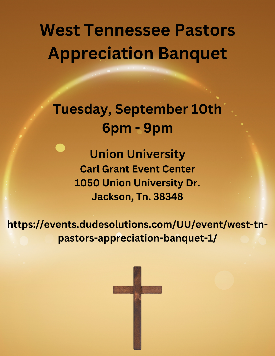 West Tennessee Pastors
Appreciation Banquet
Tuesday, September 10th
6pm - 9pm
Union University
Carl Grant Event Center
1050 Union University Dr.
Jackson, Tn. 38348
https://events.dudesolutions.com/UU/event/west-tn-
pastors-appreciation-banquet-1/